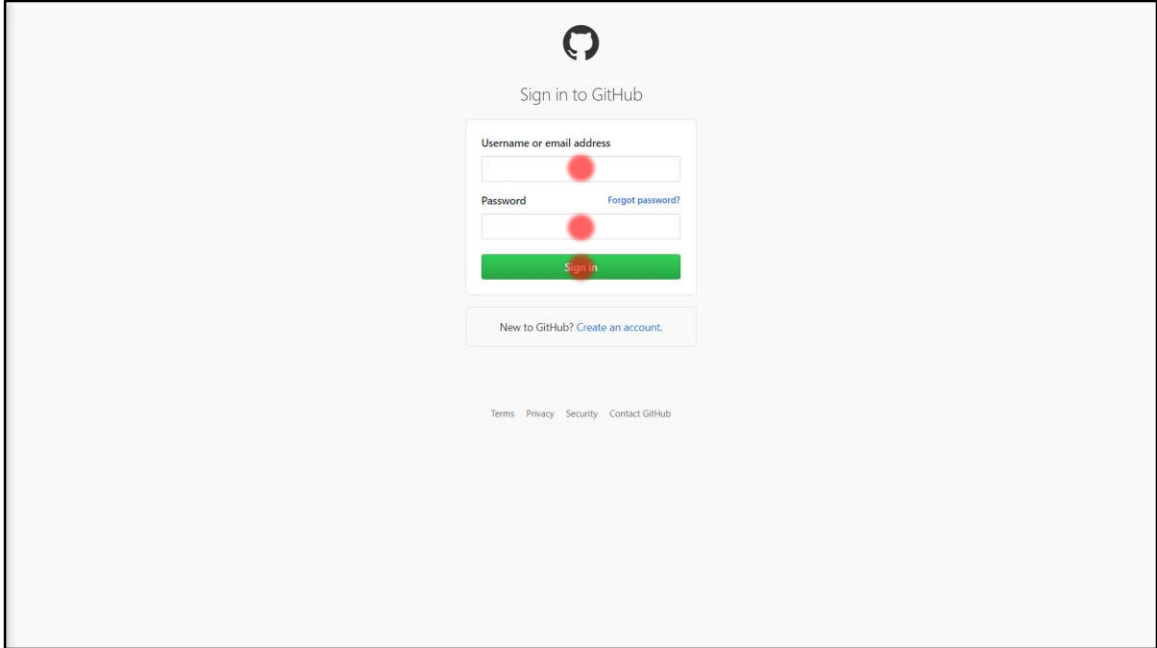 Sign in to GitHub
Username or email address
Password Forgot password?
Sign in
New to GitHub? Create an account.
Terms Privacy Security Contact GitHub